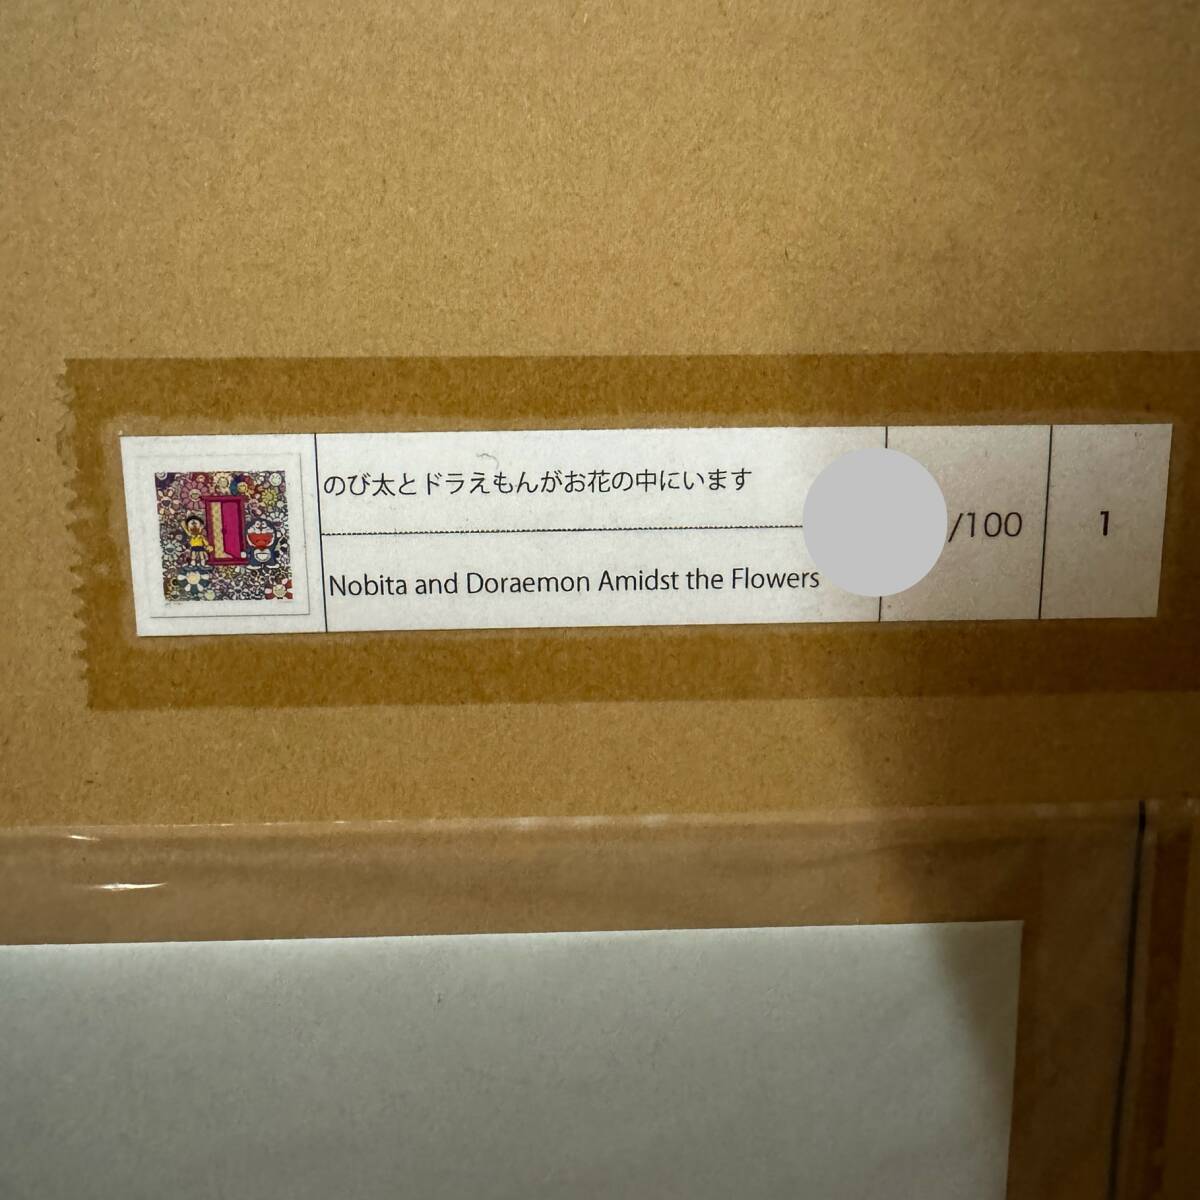 のび太とドラえもんがお花の中にいます
Nobita and Doraemon Amidst the Flowers
/100
1